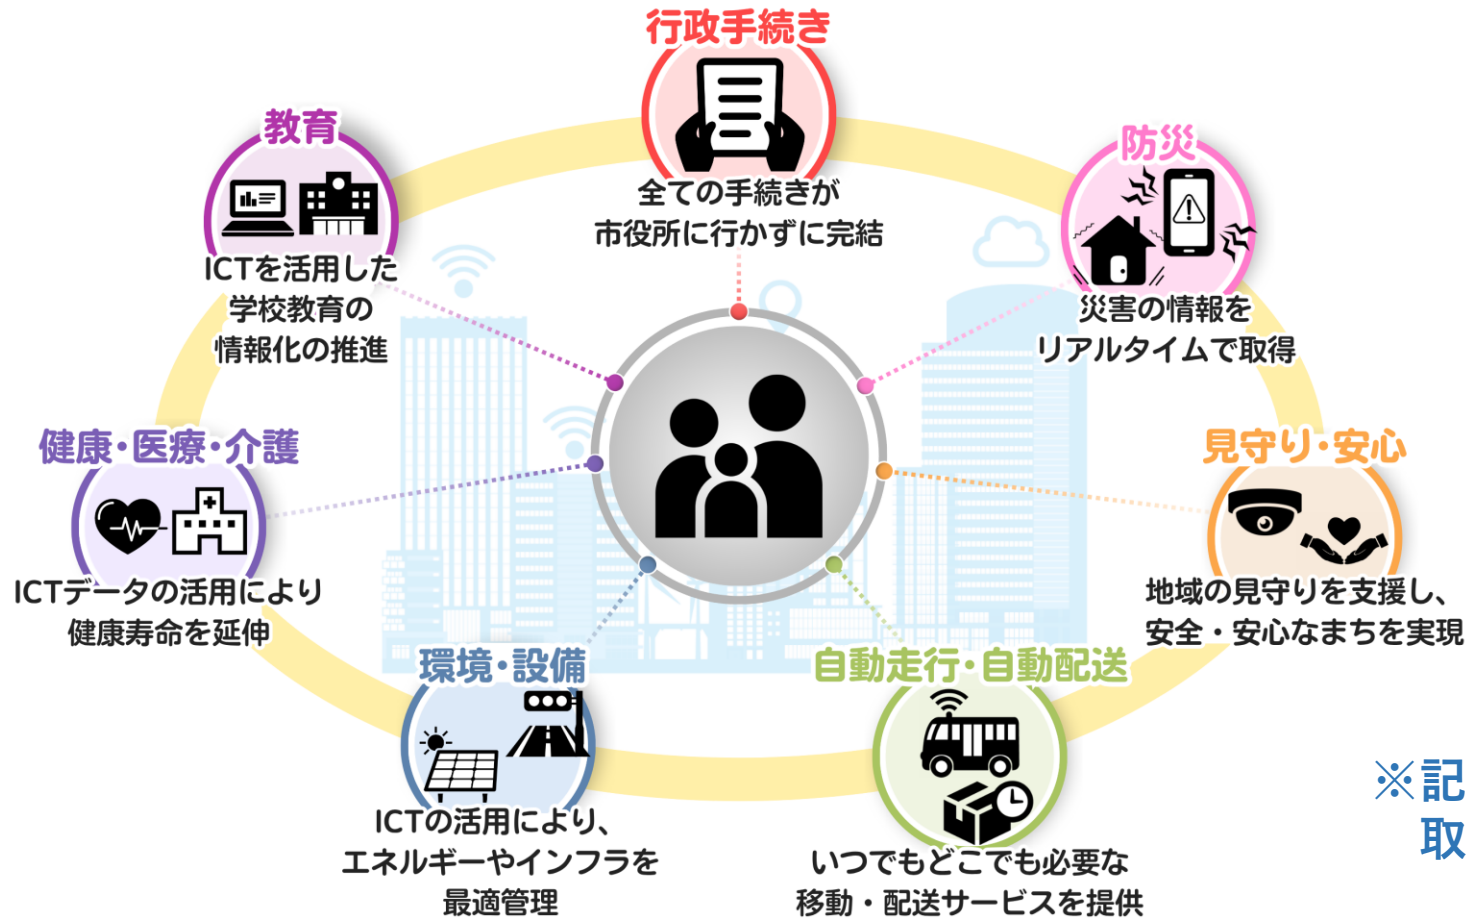 行政手続き
全ての手続きが
市役所に行かずに完結
教育
ICTを活用した
学校教育の
情報化の推進
防災
災害の情報を
リアルタイムで取得
健康・医療・介護
ICTデータの活用により
健康寿命を延伸
見守り・安心
地域の見守りを支援し、
安全・安心なまちを実現
環境・設備
ICTの活用により、
エネルギーやインフラを
最適管理
自動走行・自動配送
いつでもどこでも必要な
移動・配送サービスを提供
※記
取